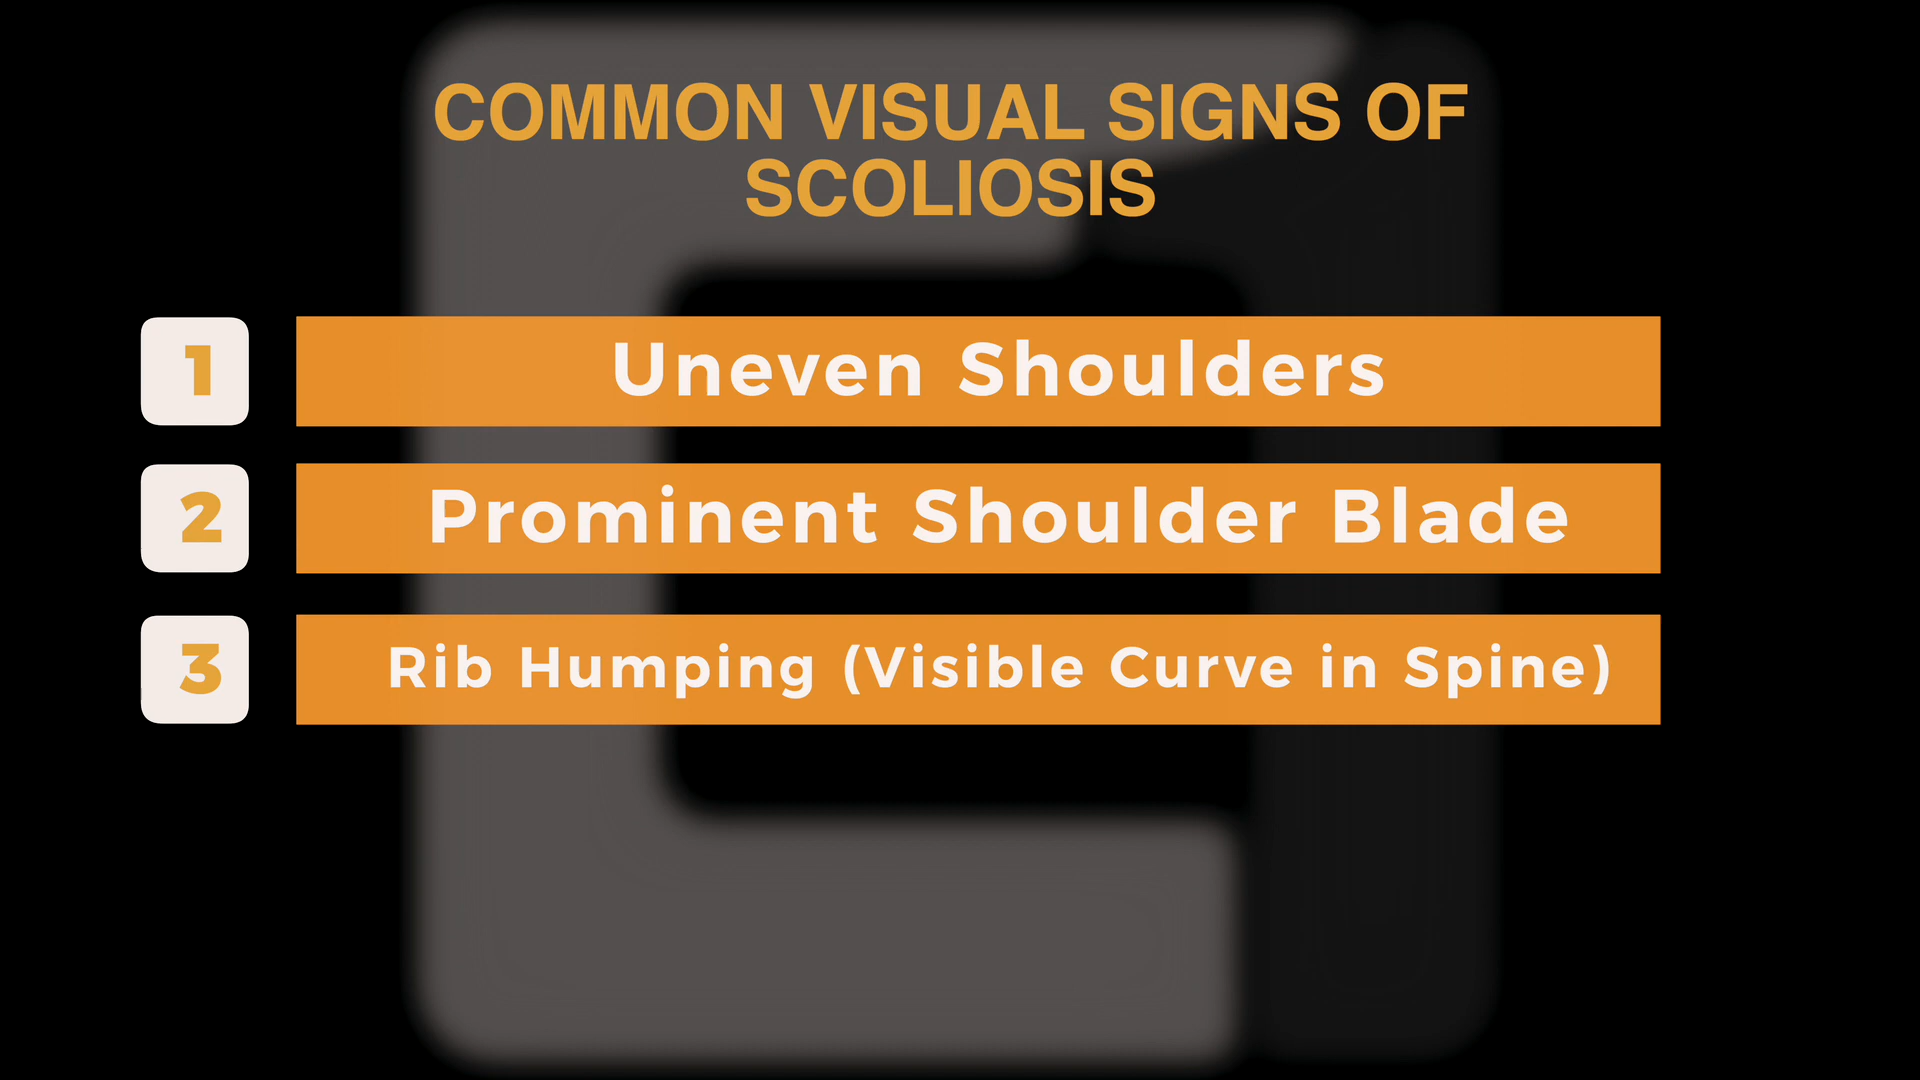 COMMON VISUAL SIGNS OF
SCOLIOSIS
1 Uneven Shoulders
2 Prominent Shoulder Blade
3 Rib Humping (Visible Curve in Spine)